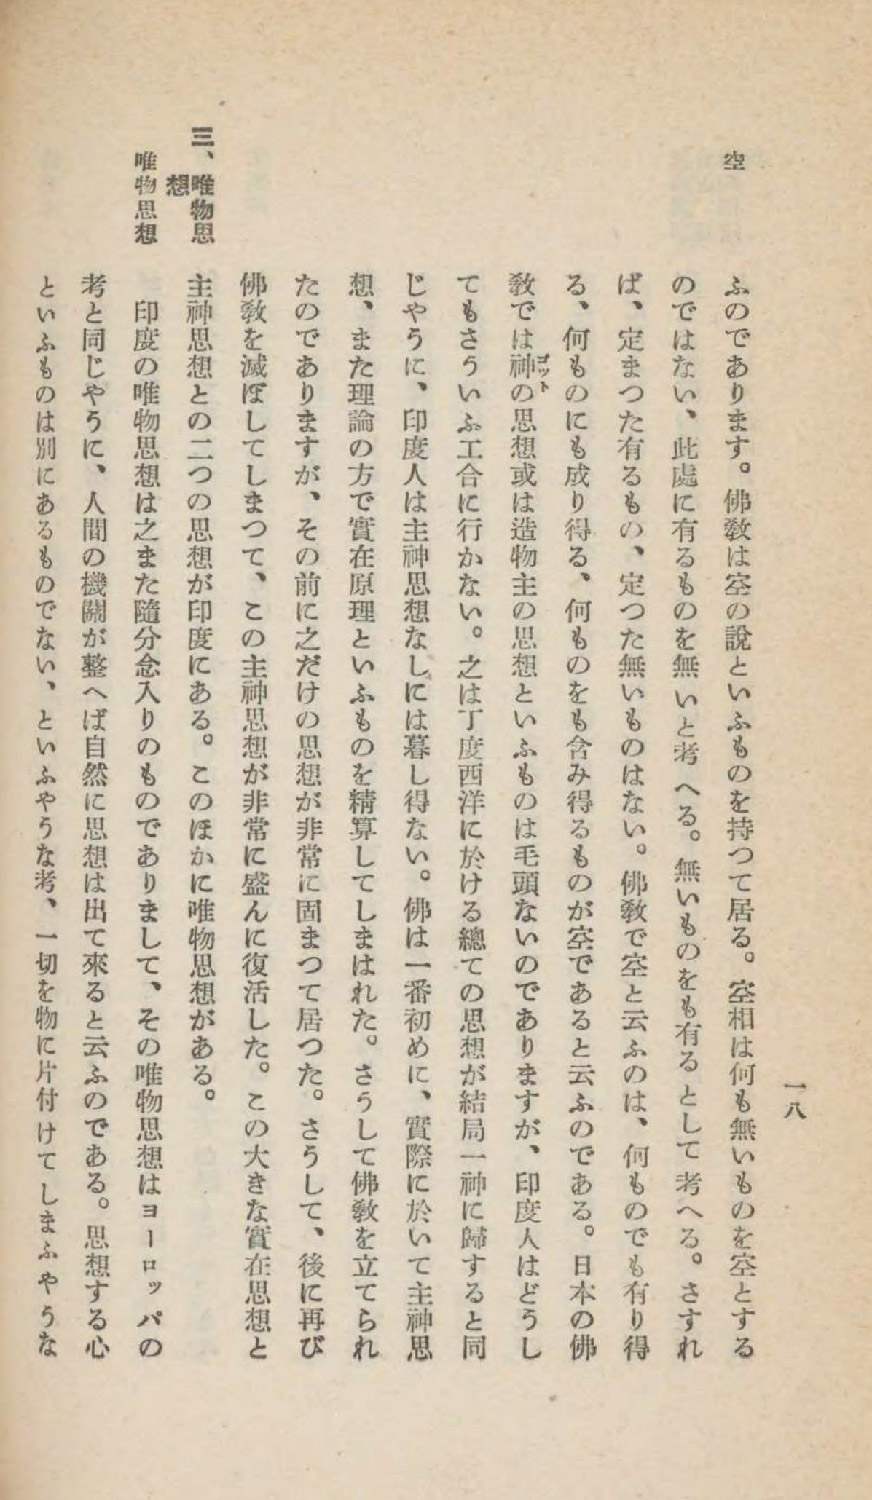 一八
空
ふのであります。佛敎は空の說といふものを持つて居る。空相は何も無いものを空とする
のではない、此處に有るものを無いと考へる。無いものをも有るとして考へる。さすれ
ば、定まつた有るもの、定つた無いものはない。佛敎で空と云ふのは、何ものでも有り得
る、何ものにも成り得る、何ものをも含み得るものが空であると云ふのである。日本の佛
敎では神の思想或は造物主の思想といふものは毛頭ないのでありますが、印度人はどうし
ゴット
てもさういふ工合に行かない。之は丁度西洋に於ける總ての思想が結局一神に歸すると同
じやうに、印度人は主神思想なしには暮し得ない。佛は一番初めに、實際に於いて主神思
想、また理論の方で實在原理といふものを精算してしまはれた。さうして佛敎を立てられ
たのでありますが、その前に之だけの思想が非常に固まつて居つた。さうして、後に再び
佛敎を滅ぼしてしまつて、この主神思想が非常に盛んに復活した。この大きな實在思想と
主神思想との二つの思想が印度にある。このほかに唯物思想がある。
三、唯物思
想
唯物思想
印度の唯物思想は之また隨分念入りのものでありまして、その唯物思想はヨーロッパの
考と同じやうに、人間の機關が整へば自然に思想は出て來ると云ふのである。思想する心
といふものは別にあるものでない、といふやうな考、一切を物に片付けてしまふやうな